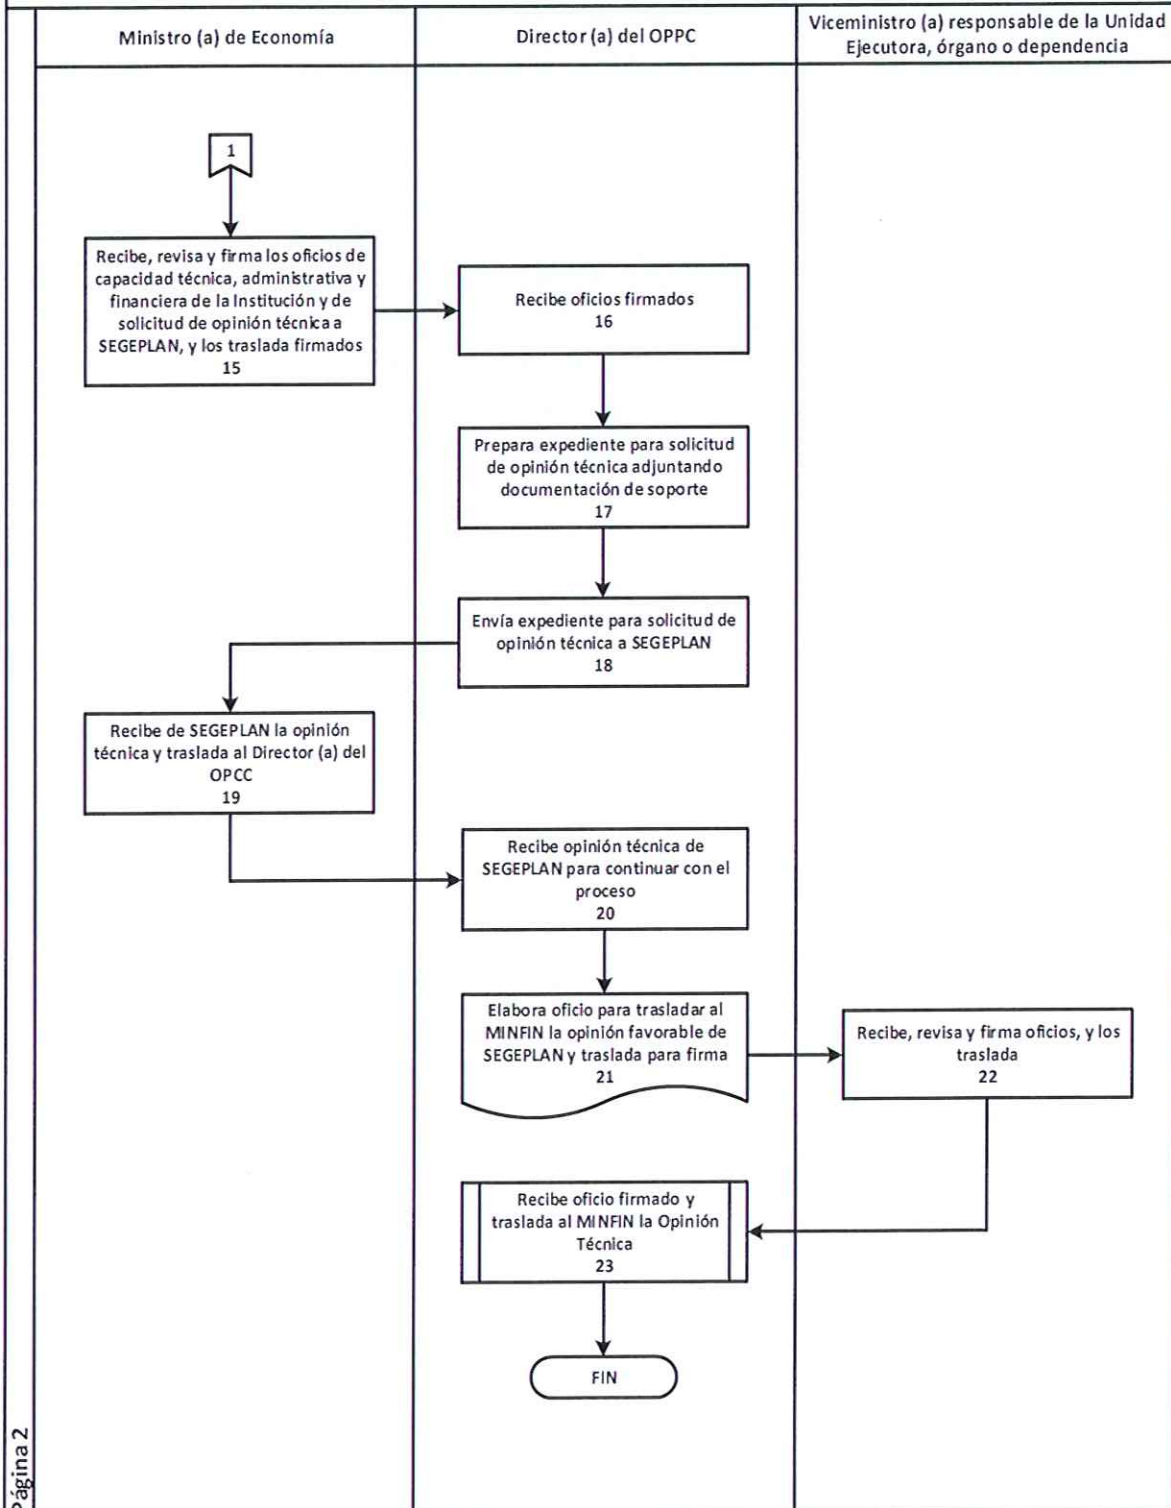 Ministro (a) de Economía
Director (a) del OPPC
Viceministro (a) responsable de la Unidad
Ejecutora, órgano o dependencia
1
Recibe, revisa y firma los oficios de
capacidad técnica, administrativa y
financiera de la Institución y de
solicitud de opinión técnica a
SEGEPLAN, y los traslada firmados
15
Recibe oficios firmados
16
Prepara expediente para solicitud
de opinión técnica adjuntando
documentación de soporte
17
Envía expediente para solicitud de
opinión técnica a SEGEPLAN
18
Recibe de SEGEPLAN la opinión
técnica y traslada al Director (a) del
OPCC
19
Recibe opinión técnica de
SEGEPLAN para continuar con el
proceso
20
Elabora oficio para trasladar al
MINFIN la opinión favorable de
SEGEPLAN y traslada para firma
21
Recibe, revisa y firma oficios, y los
traslada
22
Recibe oficio firmado y
traslada al MINFIN la Opinión
Técnica
23
FIN
Página 2